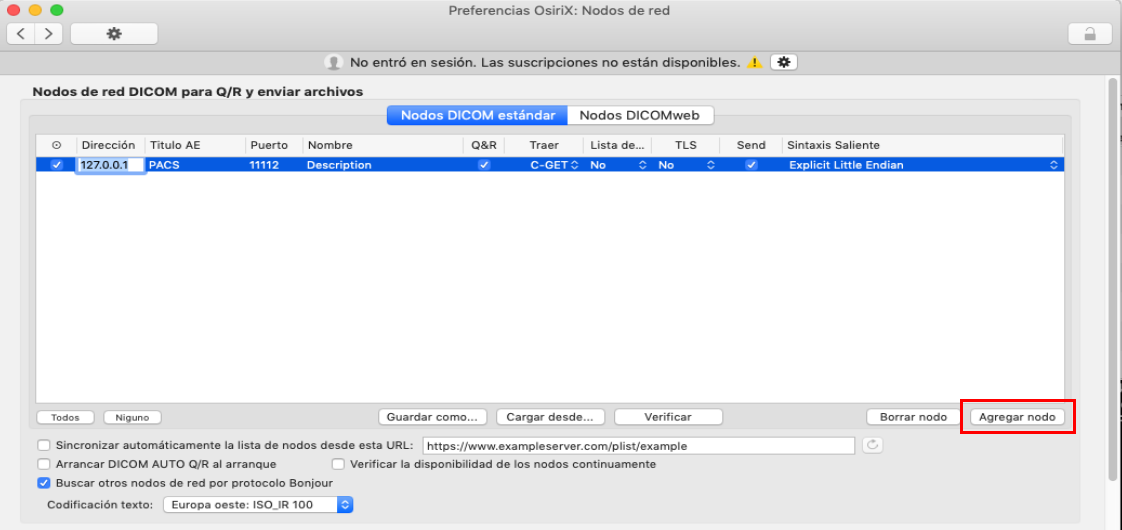 Preferencias OsiriX: Nodos de red
No entró en sesión. Las suscripciones no están disponibles.
Nodos de red DICOM para Q/R y enviar archivos
Nodos DICOM estándar Nodos DICOMweb
Dirección Titulo AE Puerto Nombre Q&R Traer Lista de... TLS Send Sintaxis Saliente
127.0.0.1 PACS 11112 Description C-GET No No Explicit Little Endian
Todos Niguno Guardar como... Cargar desde... Verificar Borrar nodo Agregar nodo
Sincronizar automáticamente la lista de nodos desde esta URL: https://www.exampleserver.com/plist/example
Arrancar DICOM AUTO Q/R al arranque Verificar la disponibilidad de los nodos continuamente
Buscar otros nodos de red por protocolo Bonjour
Codificación texto: Europa oeste: ISO_IR 100